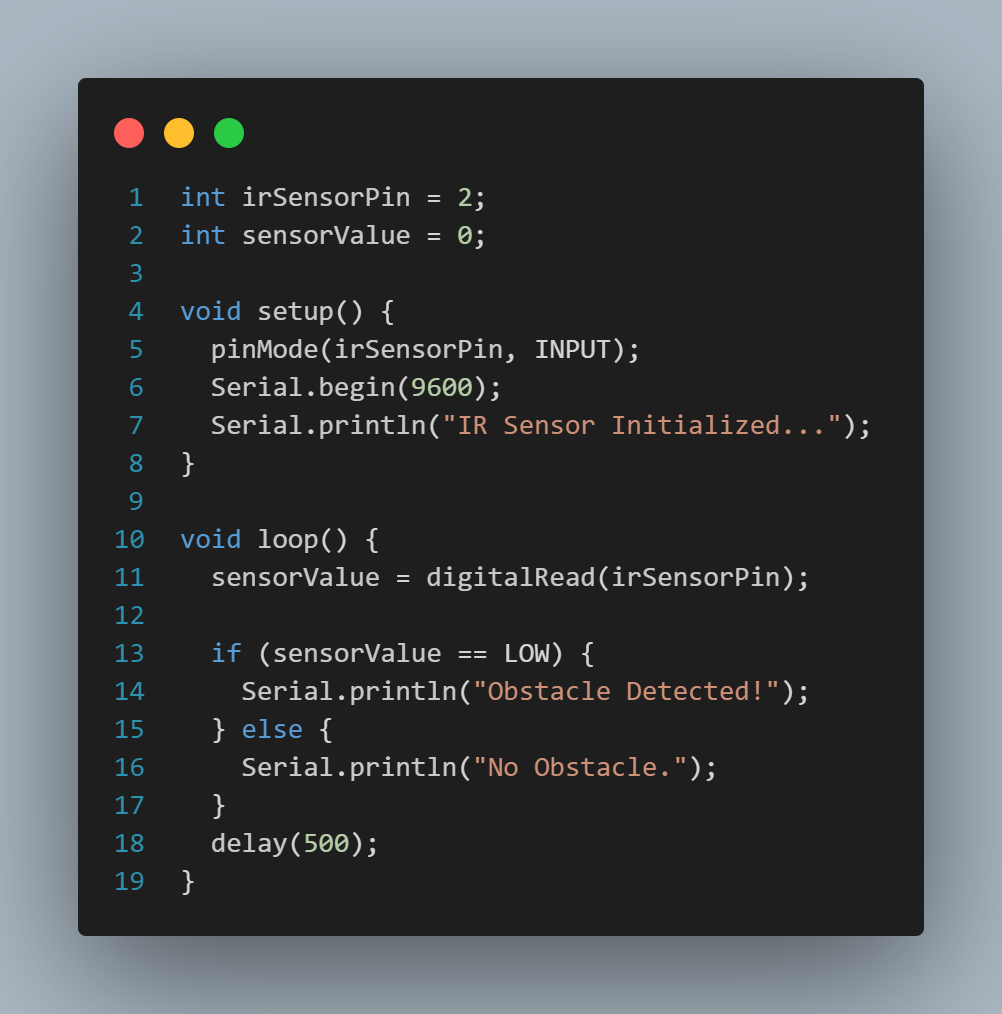 1 int irSensorPin = 2;
2 int sensorValue = 0;
3
4 void setup() {
5   pinMode(irSensorPin, INPUT);
6   Serial.begin(9600);
7   Serial.println("IR Sensor Initialized...");
8 }
9
10 void loop() {
11   sensorValue = digitalRead(irSensorPin);
12
13   if (sensorValue == LOW) {
14     Serial.println("Obstacle Detected!");
15   } else {
16     Serial.println("No Obstacle.");
17   }
18   delay(500);
19 }